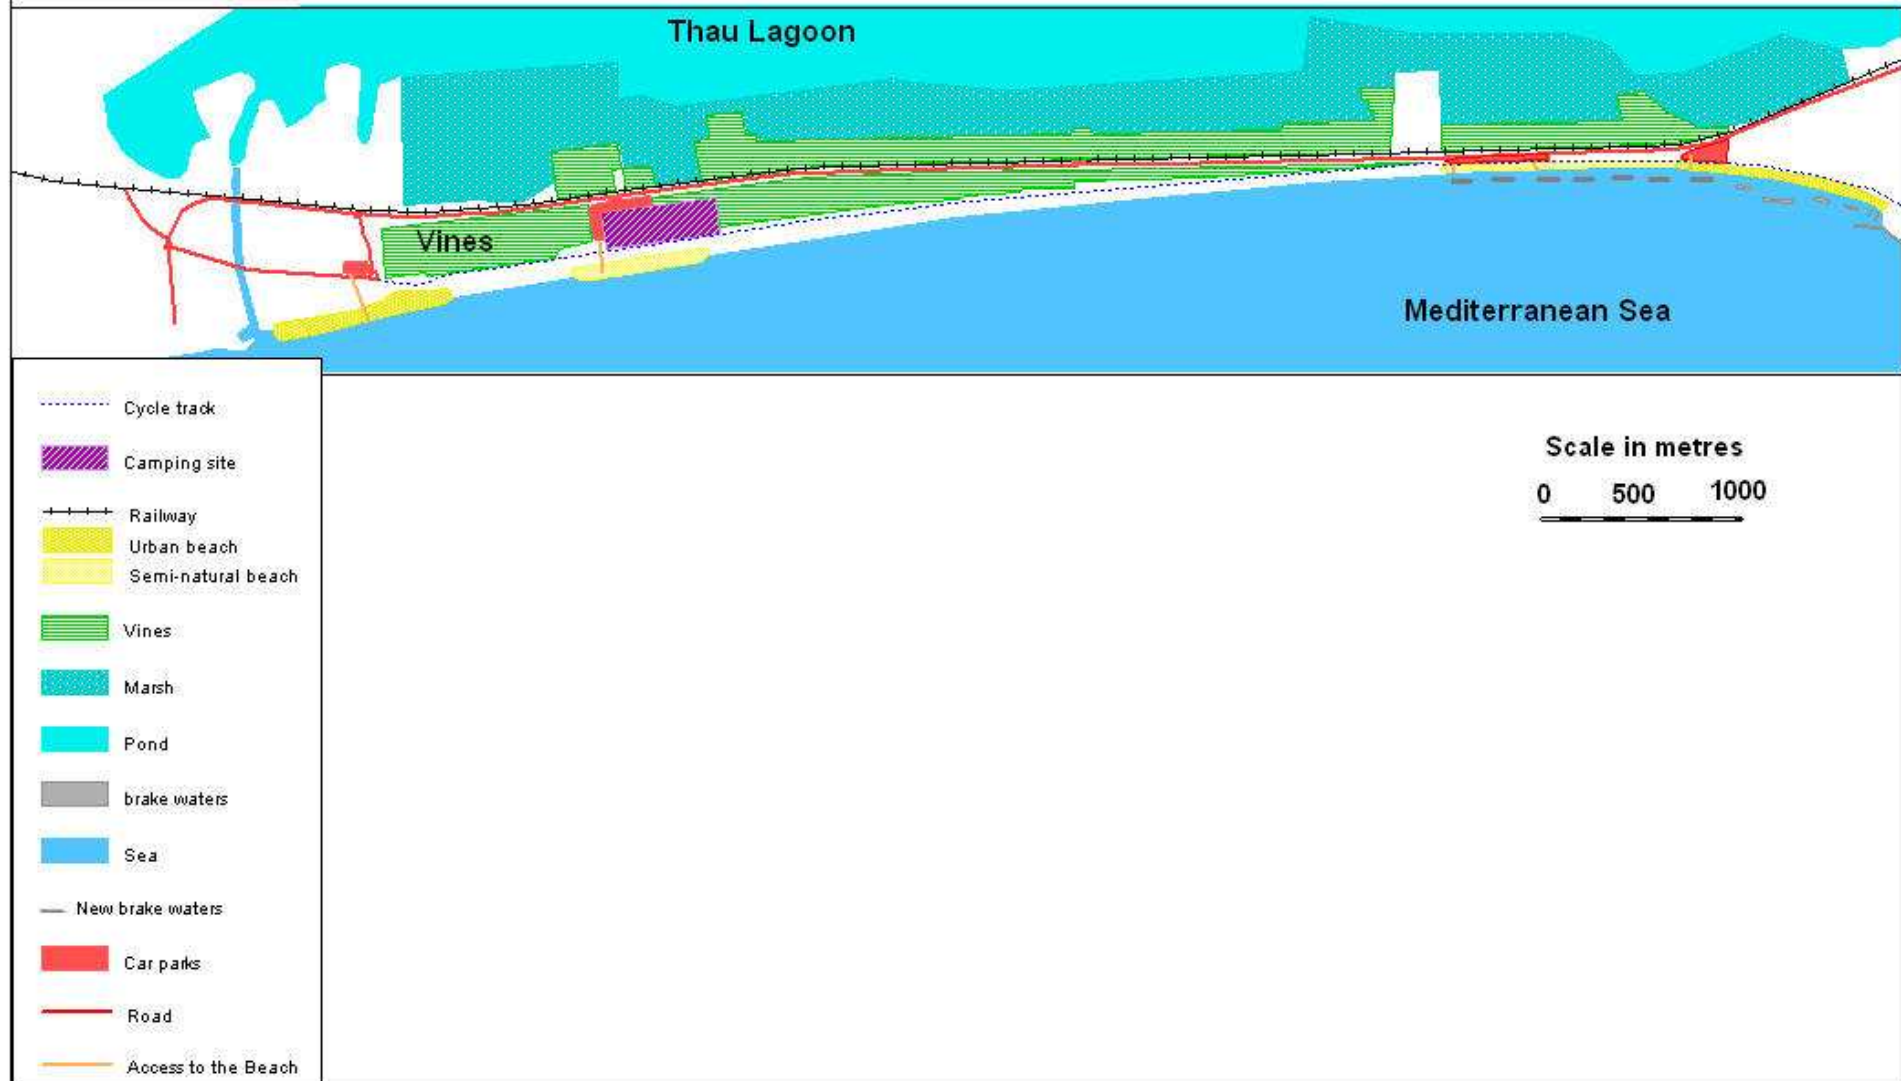 Thau Lagoon
Vines
Mediterranean Sea
Cycle track
Camping site
Railway
Urban beach
Semi-natural beach
Vines
Marsh
Pond
brake waters
Sea
New brake waters
Car parks
Road
Access to the Beach
Scale in metres
0 500 1000